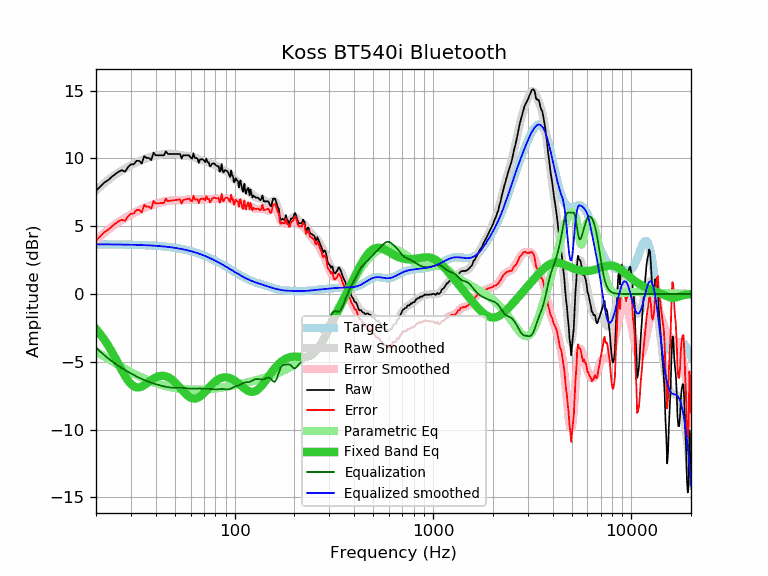 Koss BT540i Bluetooth
15
10
5
0
−5
−10
−15
Amplitude (dBr)
Target
Raw Smoothed
Error Smoothed
Raw
Error
Parametric Eq
Fixed Band Eq
Equalization
Equalized smoothed
100
1000
10000
Frequency (Hz)